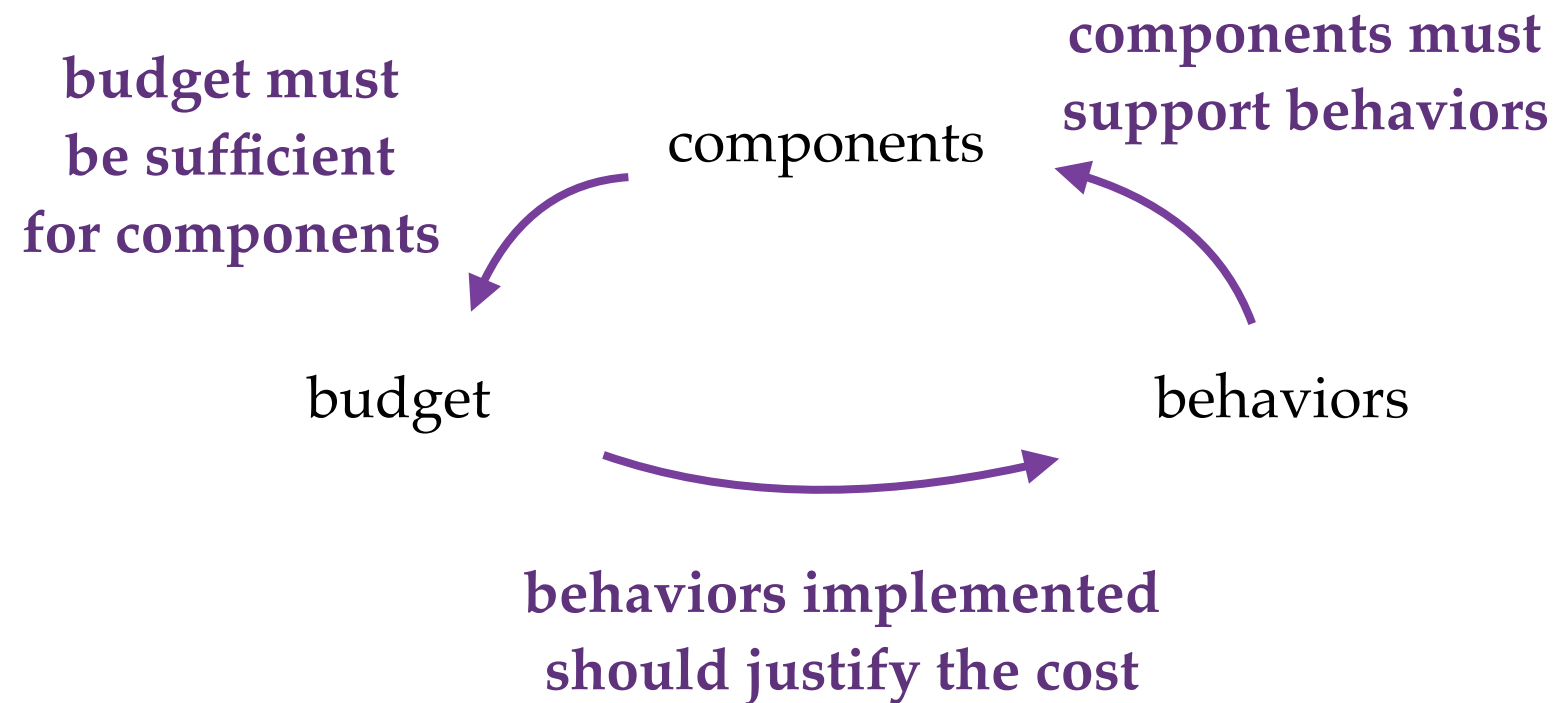 budget must
be sufficient
for components
components
components must
support behaviors
budget
behaviors
behaviors implemented
should justify the cost